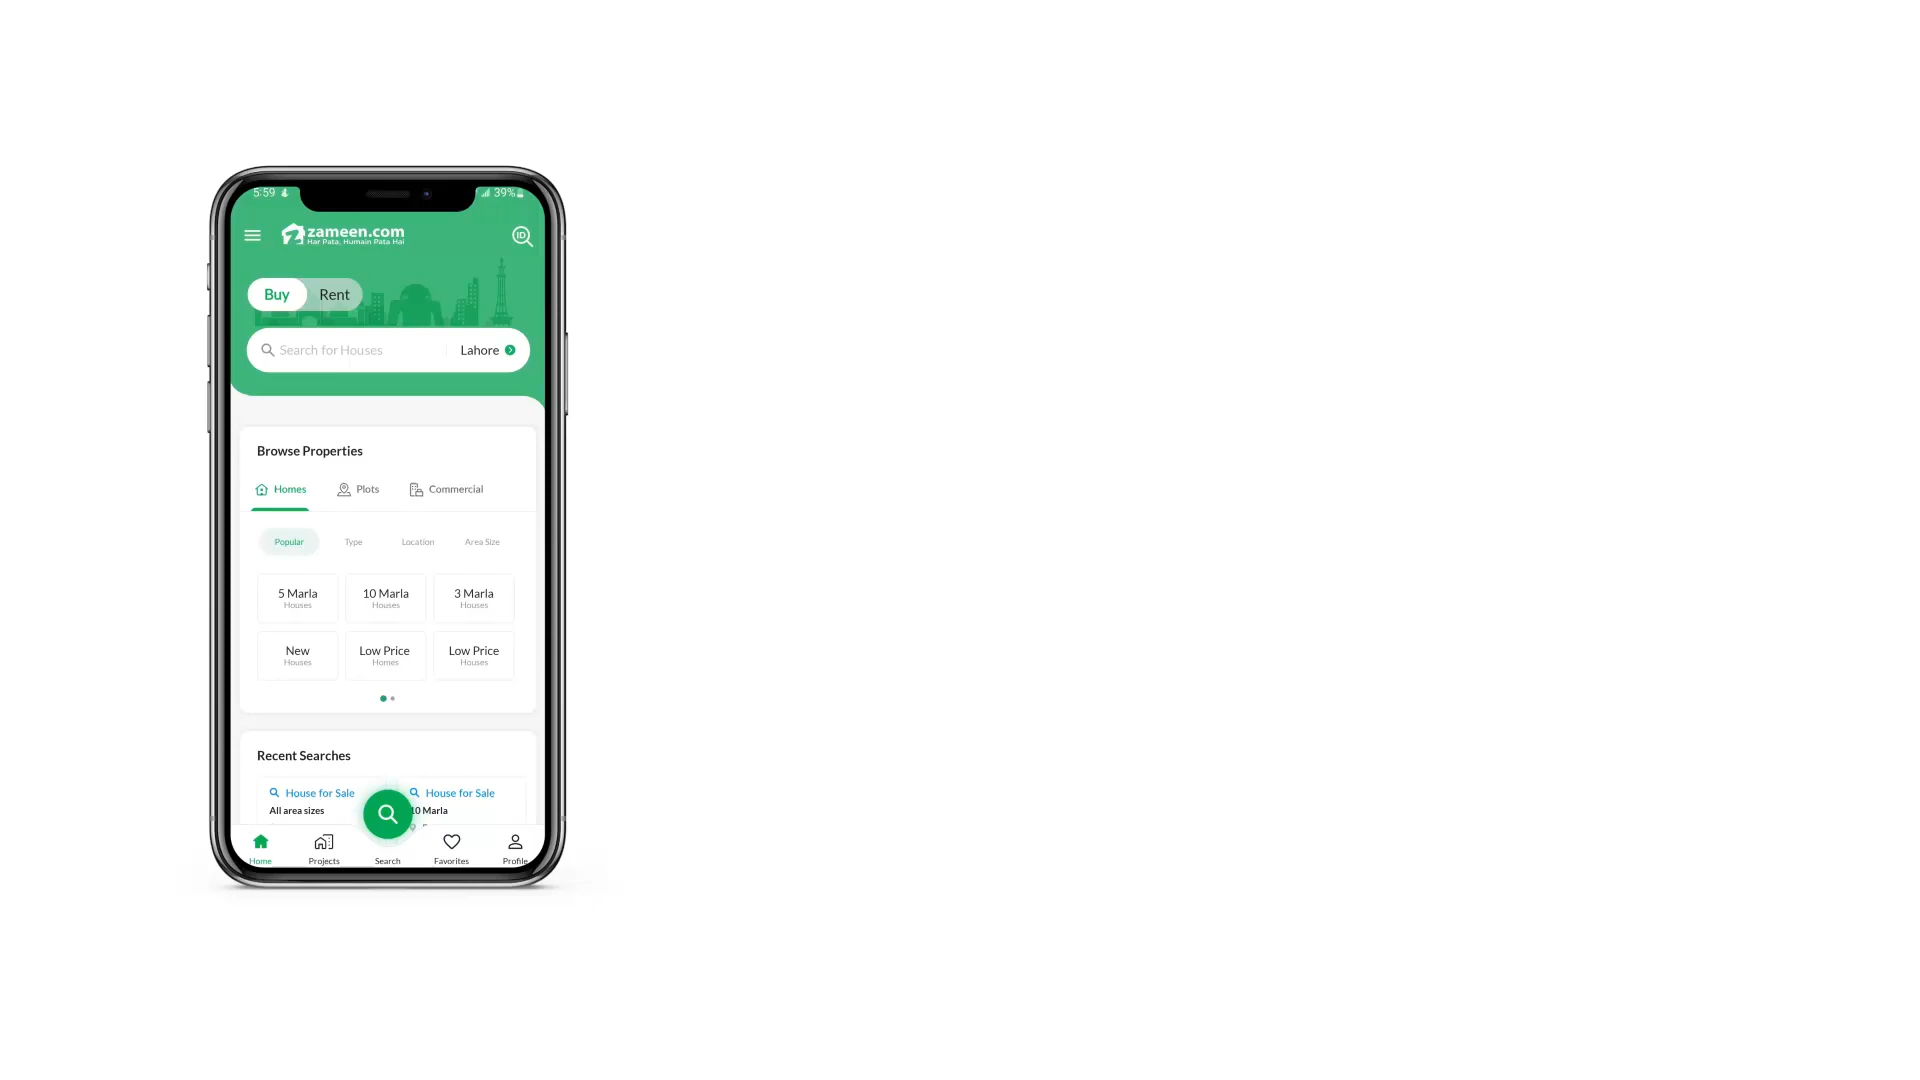 5:59
39%
zameen.com
Har Pata, Humain Pata Hai
ID
Buy
Rent
Search for Houses
Lahore
Browse Properties
Homes
Plots
Commercial
Popular
Type
Location
Area Size
5 Marla
Houses
10 Marla
Houses
3 Marla
Houses
New
Houses
Low Price
Homes
Low Price
Houses
Recent Searches
House for Sale
All area sizes
House for Sale
10 Marla
Home
Projects
Search
Favorites
Profile